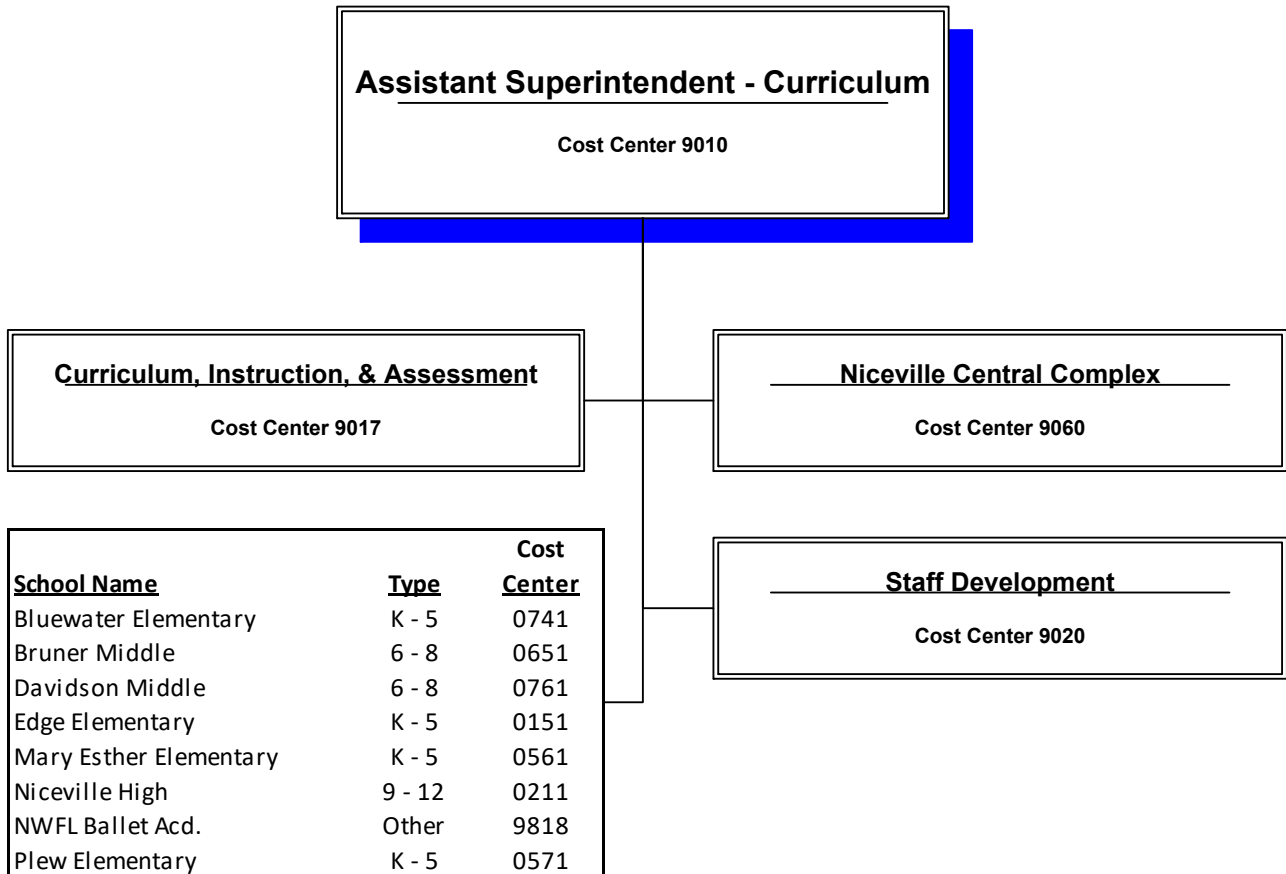 Assistant Superintendent - Curriculum
Cost Center 9010
Curriculum, Instruction, & Assessment
Cost Center 9017
Niceville Central Complex
Cost Center 9060
Staff Development
Cost Center 9020
Cost
School Name Type Center
Bluewater Elementary K - 5 0741
Bruner Middle 6 - 8 0651
Davidson Middle 6 - 8 0761
Edge Elementary K - 5 0151
Mary Esther Elementary K - 5 0561
Niceville High 9 - 12 0211
NWFL Ballet Acd. Other 9818
Plew Elementary K - 5 0571